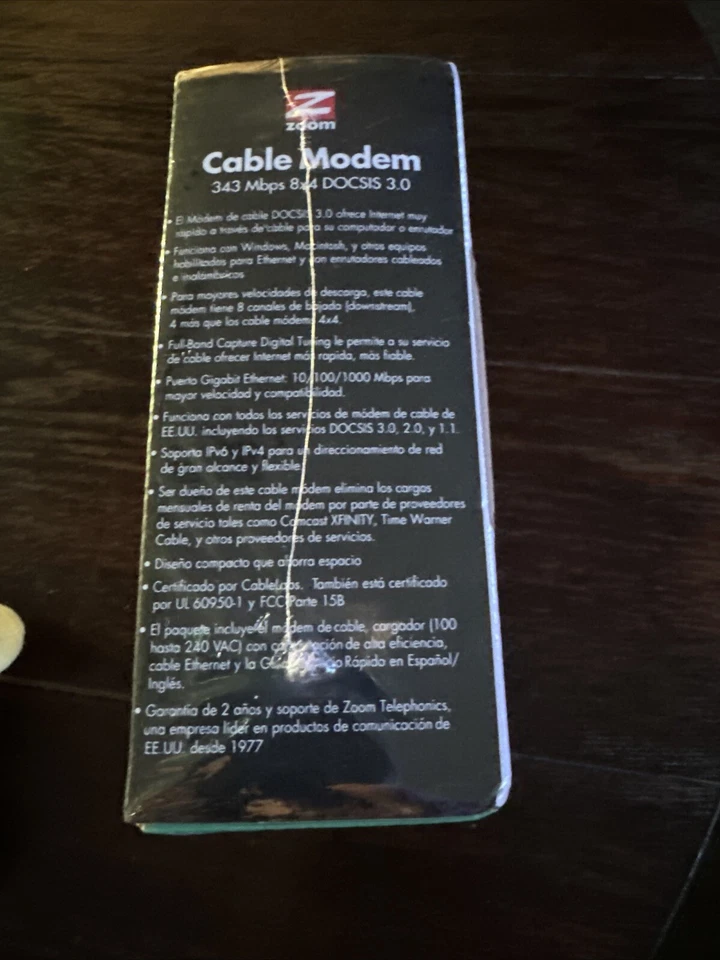 Z
zoom
Cable Modem
343 Mbps 8x4 DOCSIS 3.0
• El Módem de cable DOCSIS 3.0 ofrece Internet muy
rápido a través de cable para su computador o enrutador
• Funciona con Windows, Macintosh, y otros equipos
habilitados para Ethernet y con enrutadores cableados
e inalámbricos
• Para mayores velocidades de descarga, este cable
módem tiene 8 canales de bajada (downstream),
4 más que los cable módems 4x4.
• Full-Band Capture Digital Tuning le permite a su servicio
de cable ofrecer Internet más rapida, más fiable.
• Puerto Gigabit Ethernet: 10/100/1000 Mbps para
mayor velocidad y compatibilidad.
• Funciona con todos los servicios de módem de cable de
EE.UU. incluyendo los servicios DOCSIS 3.0, 2.0, y 1.1.
• Soporta IPv6 y IPv4 para un direccionamiento de red
de gran alcance y flexible.
• Ser dueño de este cable módem elimina los cargos
mensuales de renta del módem por parte de proveedores
de servicio tales como Comcast XFINITY, Time Warner
Cable, y otros proveedores de servicios.
• Diseño compacto que ahorra espacio
• Certificado por CableLabs. También está certificado
por UL 60950-1 y FCC Parte 15B
• El paquete incluye el módem de cable, cargador (100
hasta 240 VAC) con de alta eficiencia,
cable Ethernet y la Rápido en Español/
Inglés.
• Garantía de 2 años y soporte de Zoom Telephonics,
una empresa líder en productos de comunicación de
EE.UU. desde 1977